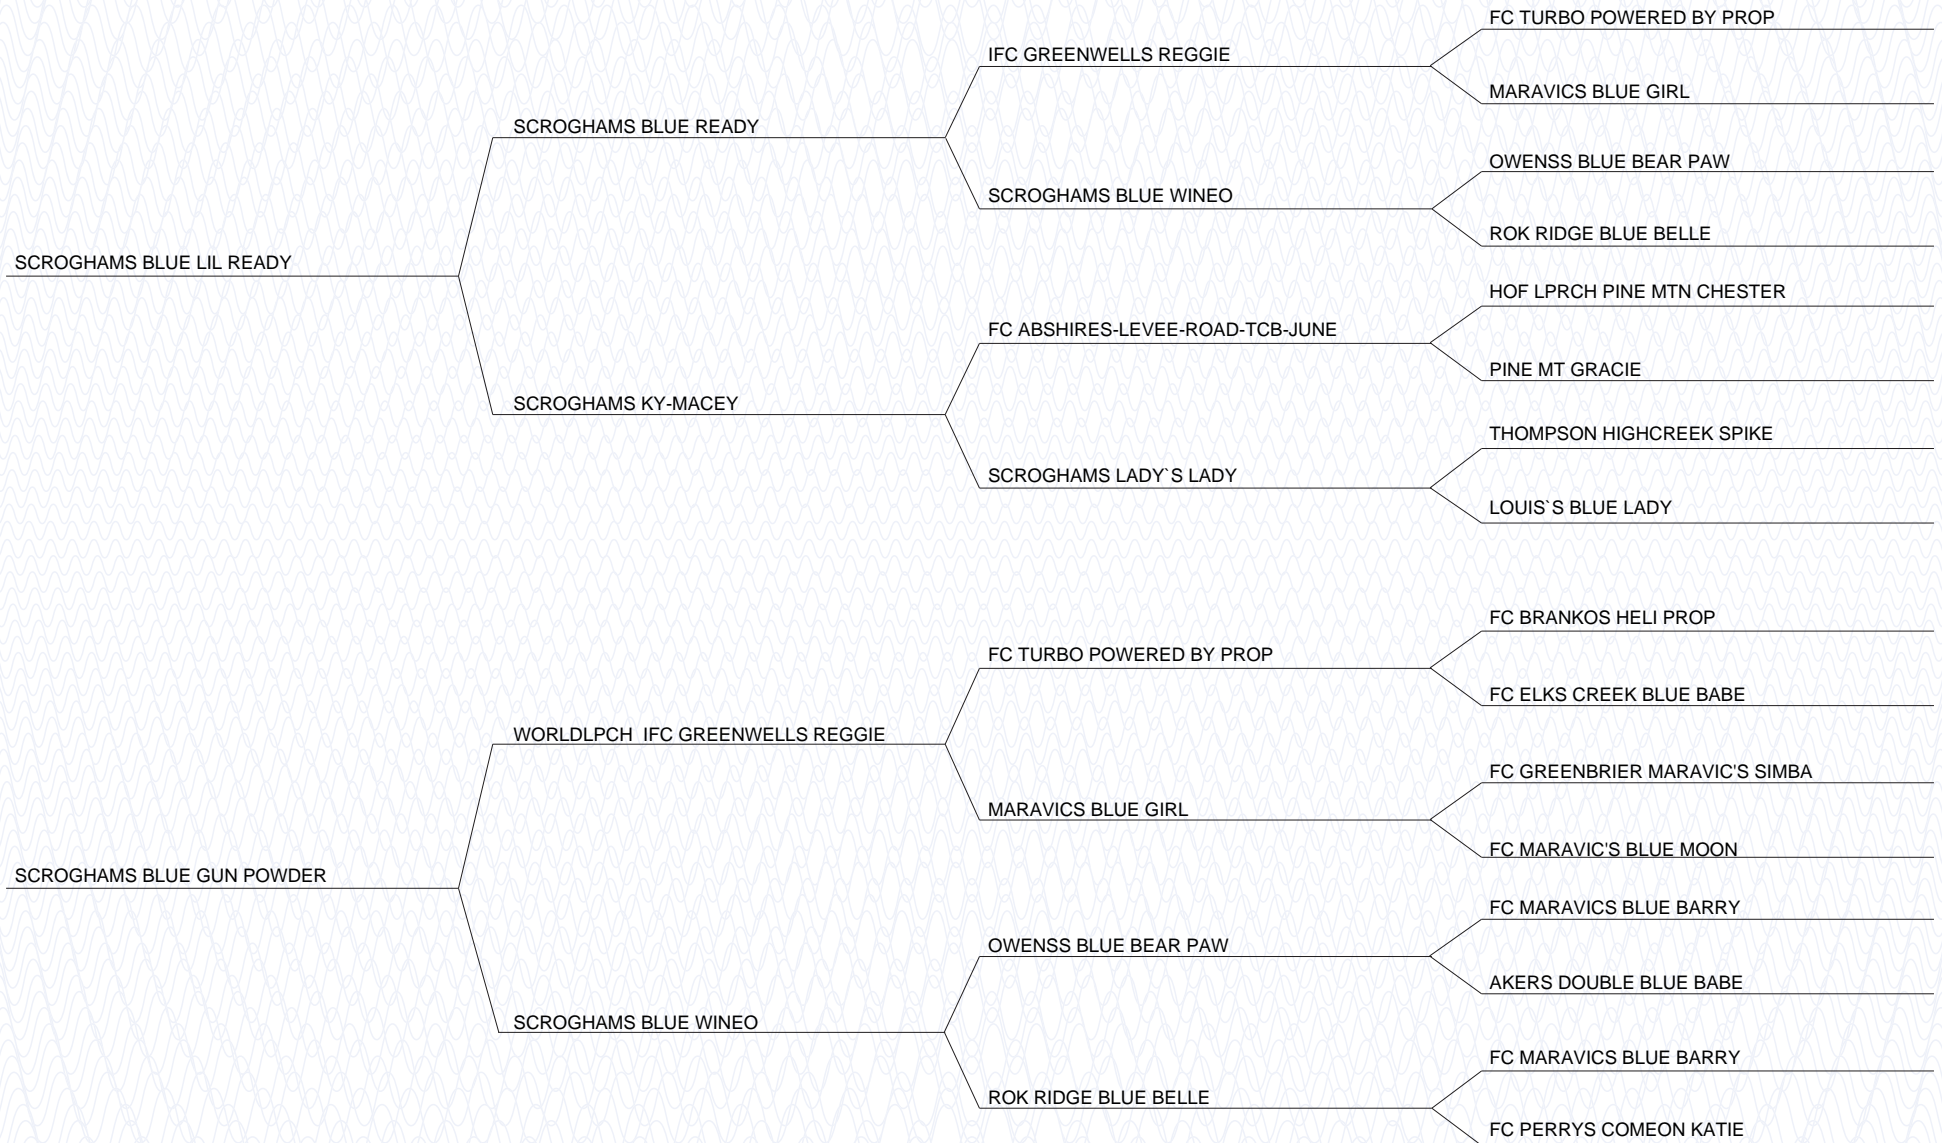 FC TURBO POWERED BY PROP
IFC GREENWELLS REGGIE
MARAVICS BLUE GIRL
SCROGHAMS BLUE READY
OWENSS BLUE BEAR PAW
SCROGHAMS BLUE WINEO
ROK RIDGE BLUE BELLE
SCROGHAMS BLUE LIL READY
HOF LPRCH PINE MTN CHESTER
FC ABSHIRES-LEVEE-ROAD-TCB-JUNE
PINE MT GRACIE
SCROGHAMS KY-MACEY
THOMPSON HIGHCREEK SPIKE
SCROGHAMS LADY`S LADY
LOUIS`S BLUE LADY
FC BRANKOS HELI PROP
FC TURBO POWERED BY PROP
FC ELKS CREEK BLUE BABE
WORLDLPCH  IFC GREENWELLS REGGIE
FC GREENBRIER MARAVIC'S SIMBA
MARAVICS BLUE GIRL
FC MARAVIC'S BLUE MOON
SCROGHAMS BLUE GUN POWDER
FC MARAVICS BLUE BARRY
OWENSS BLUE BEAR PAW
AKERS DOUBLE BLUE BABE
SCROGHAMS BLUE WINEO
FC MARAVICS BLUE BARRY
ROK RIDGE BLUE BELLE
FC PERRYS COMEON KATIE